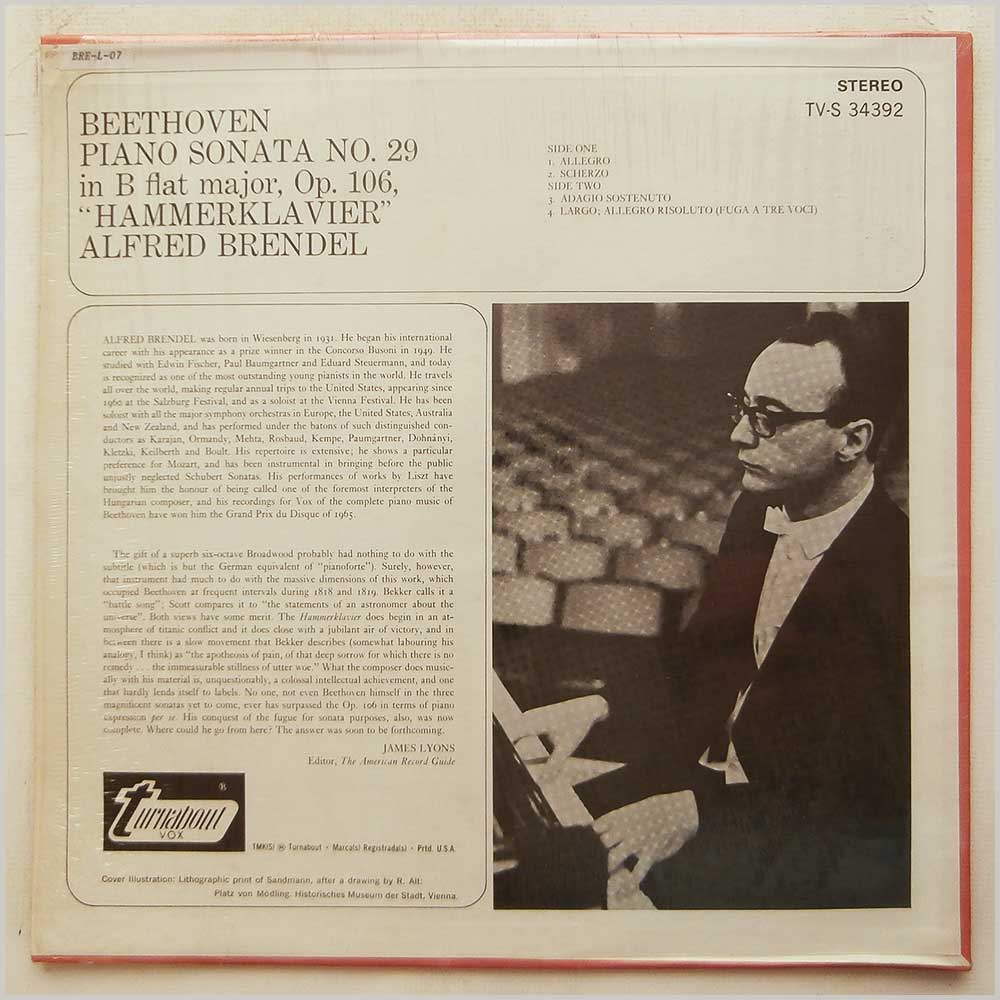 BRE-L-07
STEREO
TV-S 34392
BEETHOVEN
PIANO SONATA NO. 29
in B flat major, Op. 106,
“HAMMERKLAVIER”
ALFRED BRENDEL
SIDE ONE
1. ALLEGRO
2. SCHERZO
SIDE TWO
3. ADAGIO SOSTENUTO
4. LARGO; ALLEGRO RISOLUTO (FUGA A TRE VOCI)
ALFRED BRENDEL was born in Wiesenberg in 1931. He began his international
career with his appearance as a prize winner in the Concorso Busoni in 1949. He
studied with Edwin Fischer, Paul Baumgartner and Eduard Steuermann, and today
is recognized as one of the most outstanding young pianists in the world. He travels
all over the world, making regular annual trips to the United States, appearing since
1960 at the Salzburg Festival, and as a soloist at the Vienna Festival. He has been
soloist with all the major symphony orchestras in Europe, the United States, Australia
and New Zealand, and has performed under the batons of such distinguished con-
ductors as Karajan, Ormandy, Mehta, Rosbaud, Kempe, Paumgartner, Dohnányi,
Kletzki, Keilberth and Boult. His repertoire is extensive; he shows a particular
preference for Mozart, and has been instrumental in bringing before the public
unjustly neglected Schubert Sonatas. His performances of works by Liszt have
brought him the honour of being called one of the foremost interpreters of the
Hungarian composer, and his recordings for Vox of the complete piano music of
Beethoven have won him the Grand Prix du Disque of 1965.
The gift of a superb six-octave Broadwood probably had nothing to do with the
subtitle (which is but the German equivalent of “pianoforte”). Surely, however,
that instrument had much to do with the massive dimensions of this work, which
occupied Beethoven at frequent intervals during 1818 and 1819. Bekker calls it a
“battle song”; Scott compares it to “the statements of an astronomer about the
universe”. Both views have some merit. The Hammerklavier does begin in an at-
mosphere of titanic conflict and it does close with a jubilant air of victory, and in
between there is a slow movement that Bekker describes (somewhat labouring his
analogy, I think) as “the apotheosis of pain, of that deep sorrow for which there is no
remedy . . . the immeasurable stillness of utter woe.” What the composer does music-
ally with his material is, unquestionably, a colossal intellectual achievement, and one
that hardly lends itself to labels. No one, not even Beethoven himself in the three
magnificent sonatas yet to come, ever has surpassed the Op. 106 in terms of piano
expression per se. His conquest of the fugue for sonata purposes, also, was now
complete. Where could he go from here? The answer was soon to be forthcoming.
JAMES LYONS
Editor, The American Record Guide
turnabout ®
VOX
TMK(S) ® Turnabout · Marca(s) Registrada(s) · Prtd. U.S.A.
Cover Illustration: Lithographic print of Sandmann, after a drawing by R. Alt:
Platz von Mödling. Historisches Museum der Stadt, Vienna.